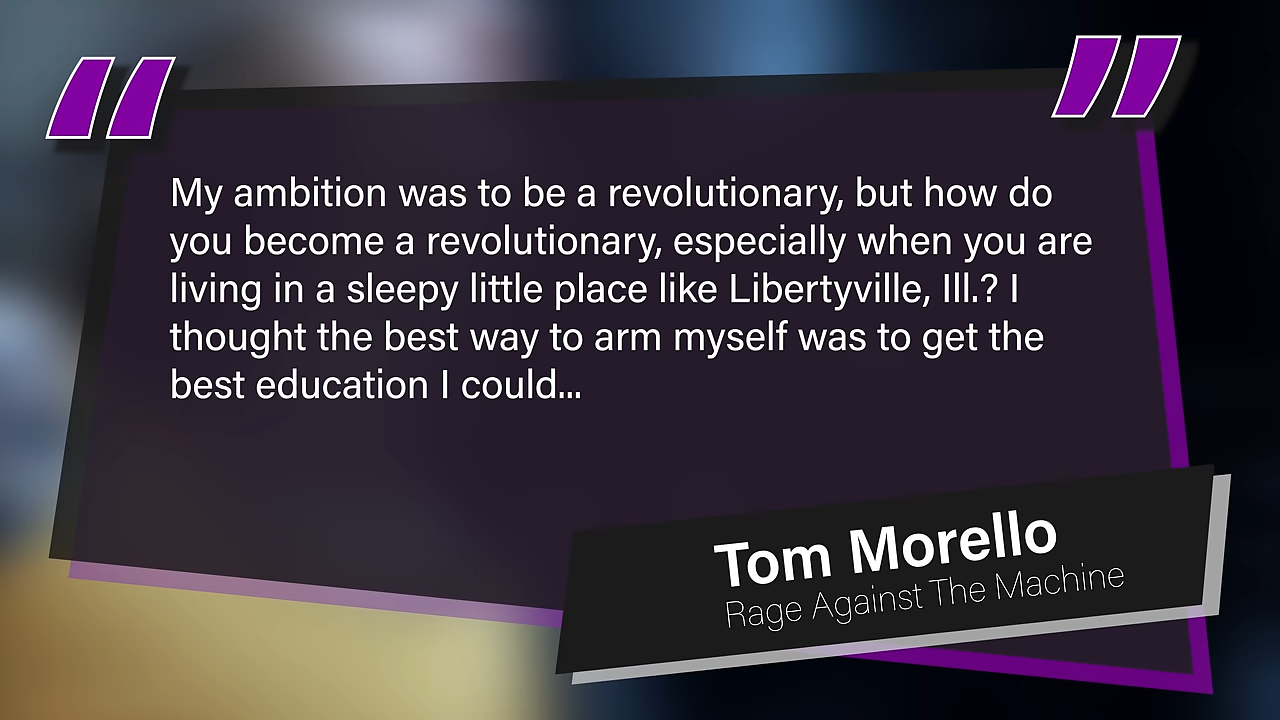 My ambition was to be a revolutionary, but how do
you become a revolutionary, especially when you are
living in a sleepy little place like Libertyville, Ill.? I
thought the best way to arm myself was to get the
best education I could...
Tom Morello
Rage Against The Machine